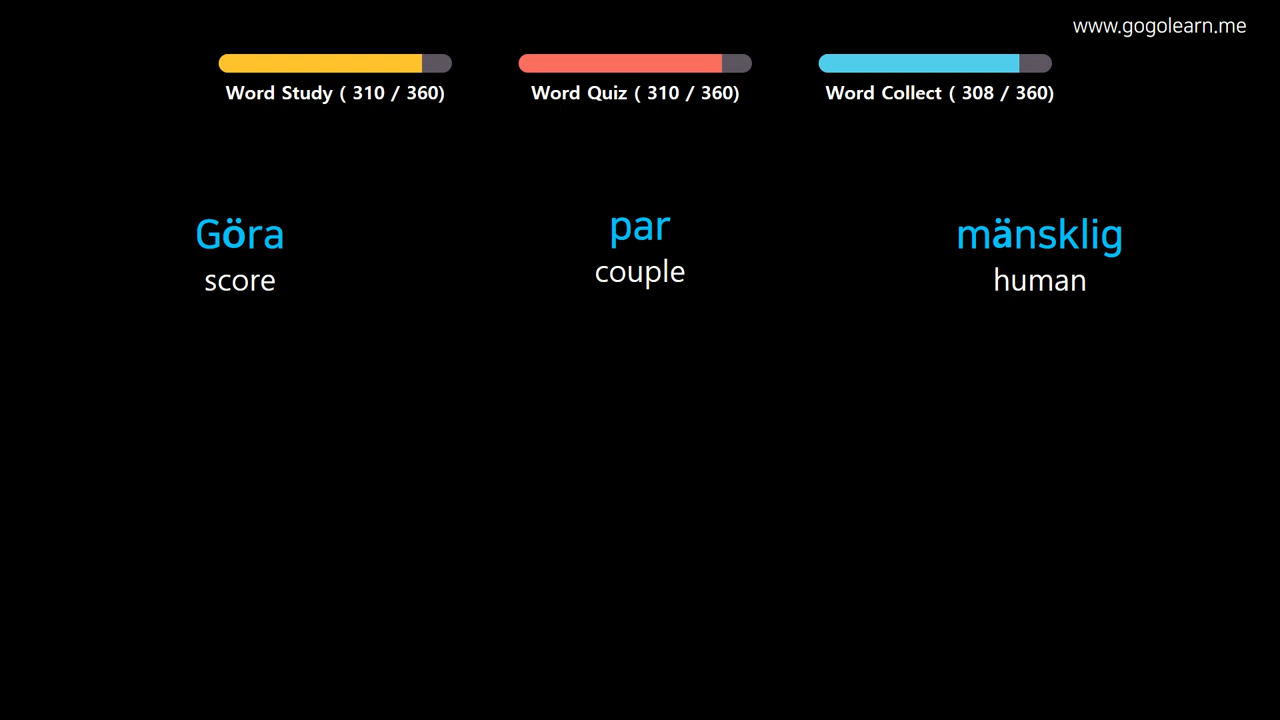 www.gogolearn.me
Word Study ( 310 / 360)
Word Quiz ( 310 / 360)
Word Collect ( 308 / 360)
Göra
score
par
couple
mänsklig
human